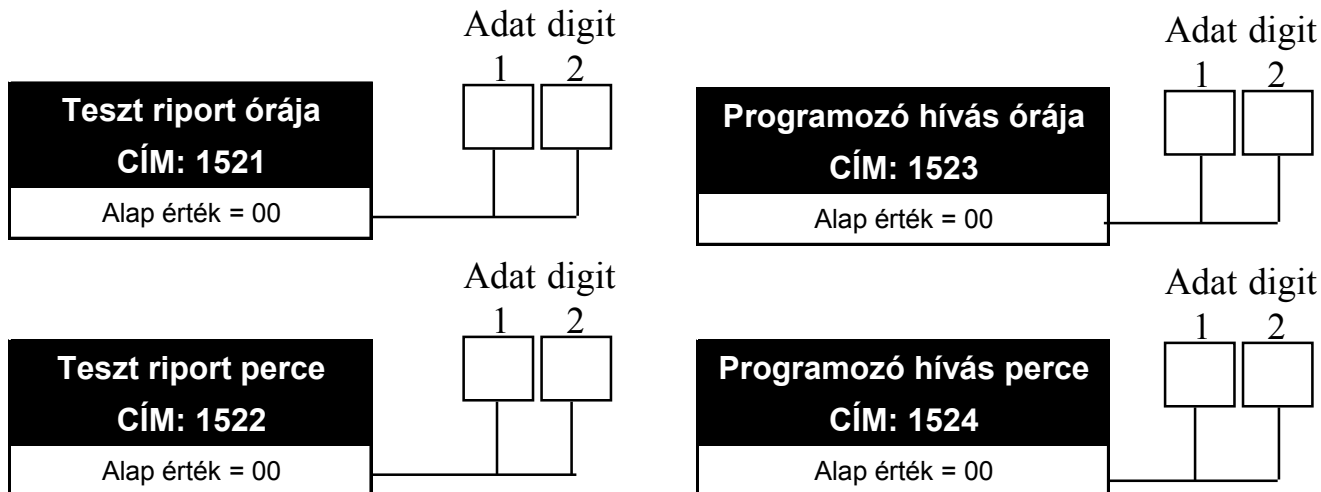 Adat digit
1 2
Teszt riport órája
CÍM: 1521
Alap érték = 00
Adat digit
1 2
Programozó hívás órája
CÍM: 1523
Alap érték = 00
Adat digit
1 2
Teszt riport perce
CÍM: 1522
Alap érték = 00
Adat digit
1 2
Programozó hívás perce
CÍM: 1524
Alap érték = 00